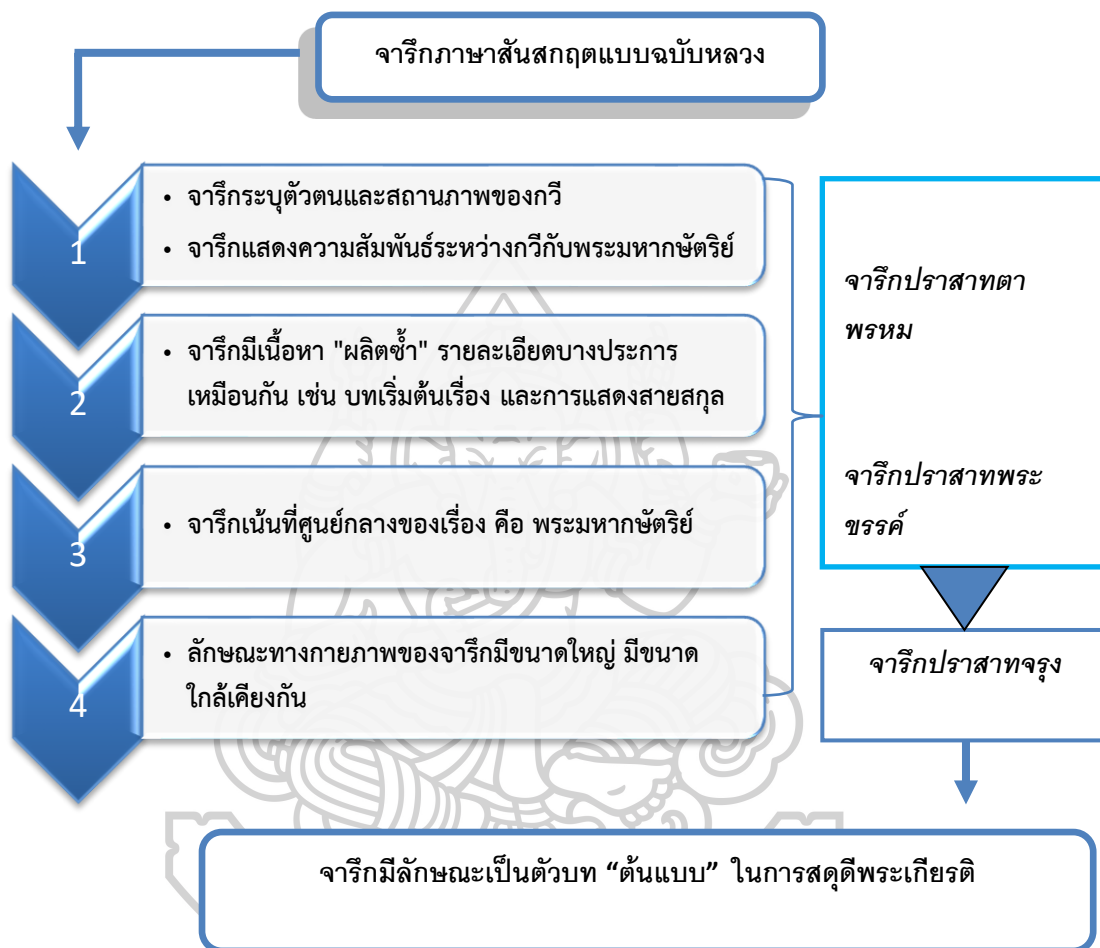 จารึกภาษาสันสกฤตแบบฉบับหลวง
1
• จารึกระบุตัวตนและสถานภาพของกวี
• จารึกแสดงความสัมพันธ์ระหว่างกวีกับพระมหากษัตริย์
2
• จารึกมีเนื้อหา "ผลิตซ้ำ" รายละเอียดบางประการ
เหมือนกัน เช่น บทเริ่มต้นเรื่อง และการแสดงสายสกุล
3
• จารึกเน้นที่ศูนย์กลางของเรื่อง คือ พระมหากษัตริย์
4
• ลักษณะทางกายภาพของจารึกมีขนาดใหญ่ มีขนาด
ใกล้เคียงกัน
จารึกปราสาทตา
พรหม
จารึกปราสาทพระ
ขรรค์
จารึกปราสาทจรุง
จารึกมีลักษณะเป็นตัวบท “ต้นแบบ” ในการสดุดีพระเกียรติ